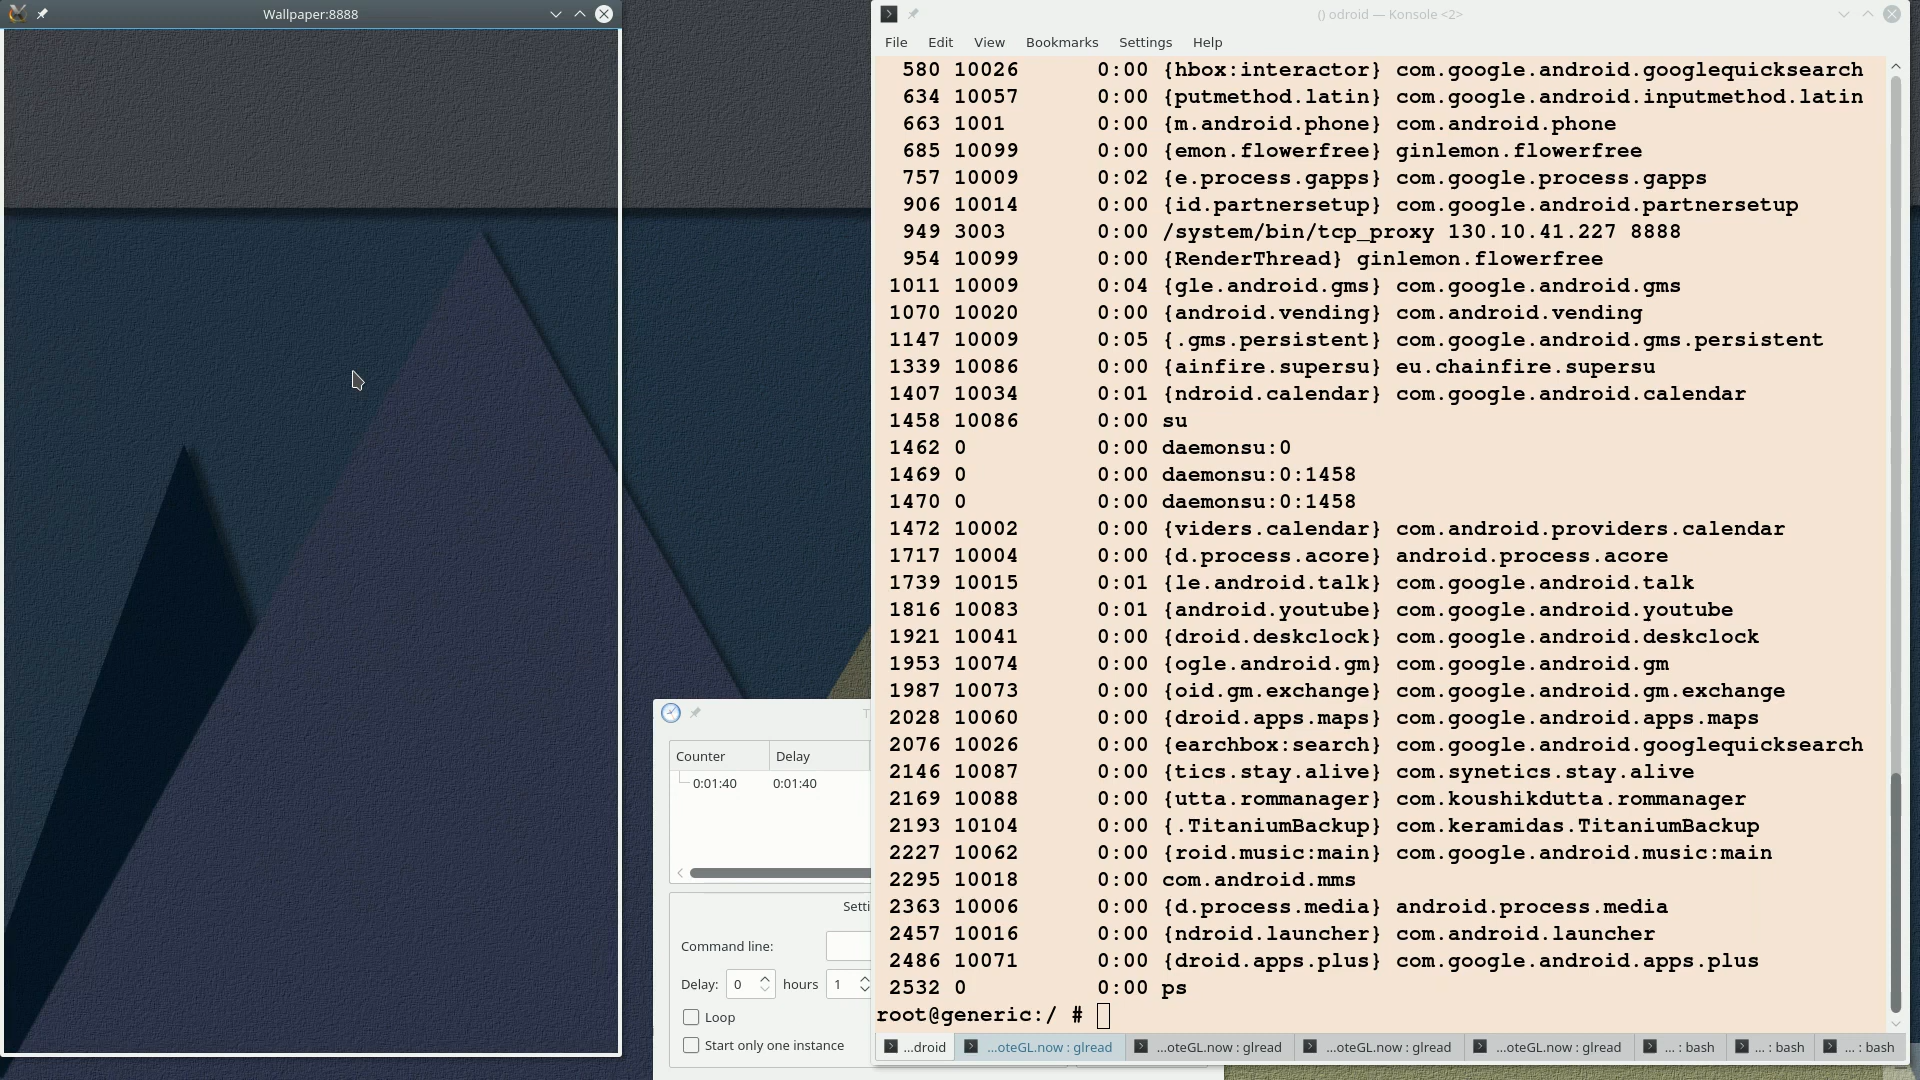 Wallpaper:8888
() odroid — Konsole <2>
File Edit View Bookmarks Settings Help
580 10026 0:00 {hbox:interactor} com.google.android.googlequicksearch
634 10057 0:00 {putmethod.latin} com.google.android.inputmethod.latin
663 1001 0:00 {m.android.phone} com.android.phone
685 10099 0:00 {emon.flowerfree} ginlemon.flowerfree
757 10009 0:02 {e.process.gapps} com.google.process.gapps
906 10014 0:00 {id.partnersetup} com.google.android.partnersetup
949 3003 0:00 /system/bin/tcp_proxy 130.10.41.227 8888
954 10099 0:00 {RenderThread} ginlemon.flowerfree
1011 10009 0:04 {gle.android.gms} com.google.android.gms
1070 10020 0:00 {android.vending} com.android.vending
1147 10009 0:05 {.gms.persistent} com.google.android.gms.persistent
1339 10086 0:00 {ainfire.supersu} eu.chainfire.supersu
1407 10034 0:01 {ndroid.calendar} com.google.android.calendar
1458 10086 0:00 su
1462 0 0:00 daemonsu:0
1469 0 0:00 daemonsu:0:1458
1470 0 0:00 daemonsu:0:1458
1472 10002 0:00 {viders.calendar} com.android.providers.calendar
1717 10004 0:00 {d.process.acore} android.process.acore
1739 10015 0:01 {le.android.talk} com.google.android.talk
1816 10083 0:01 {android.youtube} com.google.android.youtube
1921 10041 0:00 {droid.deskclock} com.google.android.deskclock
1953 10074 0:00 {ogle.android.gm} com.google.android.gm
1987 10073 0:00 {oid.gm.exchange} com.google.android.gm.exchange
2028 10060 0:00 {droid.apps.maps} com.google.android.apps.maps
2076 10026 0:00 {earchbox:search} com.google.android.googlequicksearch
2146 10087 0:00 {tics.stay.alive} com.synetics.stay.alive
2169 10088 0:00 {utta.rommanager} com.koushikdutta.rommanager
2193 10104 0:00 {.TitaniumBackup} com.keramidas.TitaniumBackup
2227 10062 0:00 {roid.music:main} com.google.android.music:main
2295 10018 0:00 com.android.mms
2363 10006 0:00 {d.process.media} android.process.media
2457 10016 0:00 {ndroid.launcher} com.android.launcher
2486 10071 0:00 {droid.apps.plus} com.google.android.apps.plus
2532 0 0:00 ps
root@generic:/ #
...droid ...oteGL.now : glread ...oteGL.now : glread ...oteGL.now : glread ...oteGL.now : glread ... : bash ... : bash ... : bash
T
Counter Delay
0:01:40 0:01:40
Setti
Command line:
Delay: 0 hours 1
Loop
Start only one instance